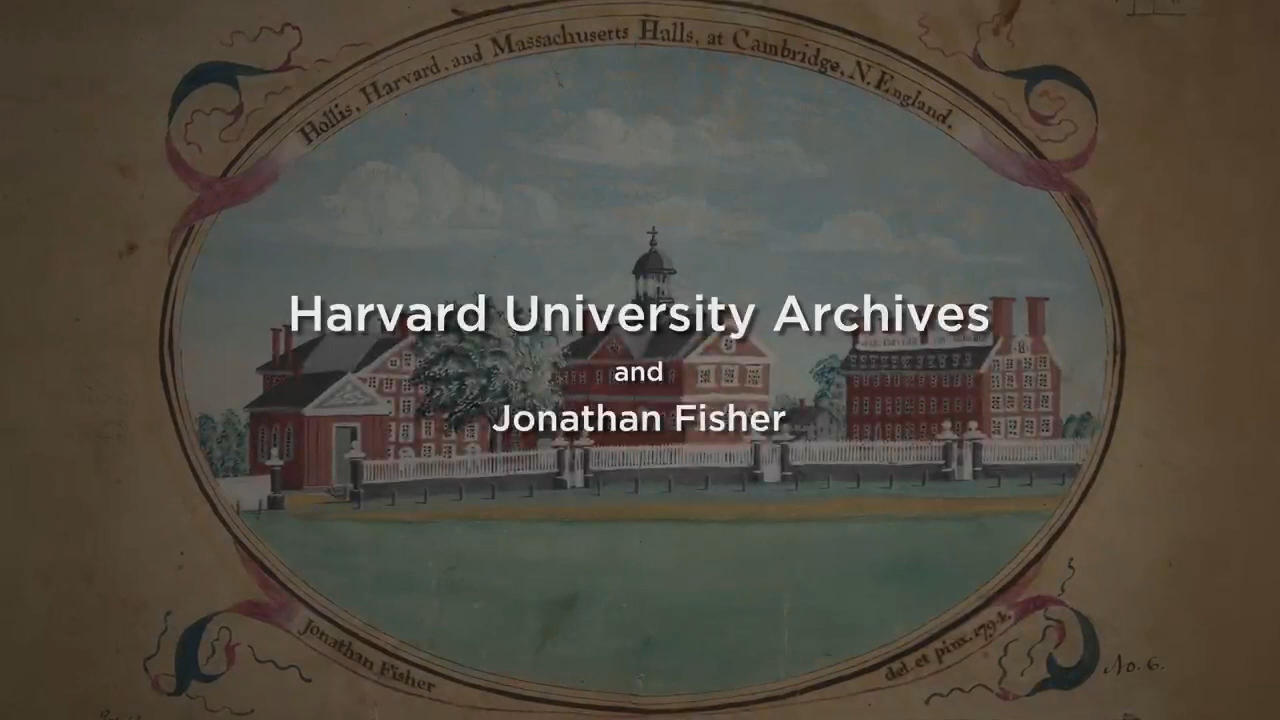 Hollis, Harvard, and Massachusetts Halls, at Cambridge, N. England.
Harvard University Archives
and
Jonathan Fisher
Jonathan Fisher
del. et pinx. 1794.
No. 6.